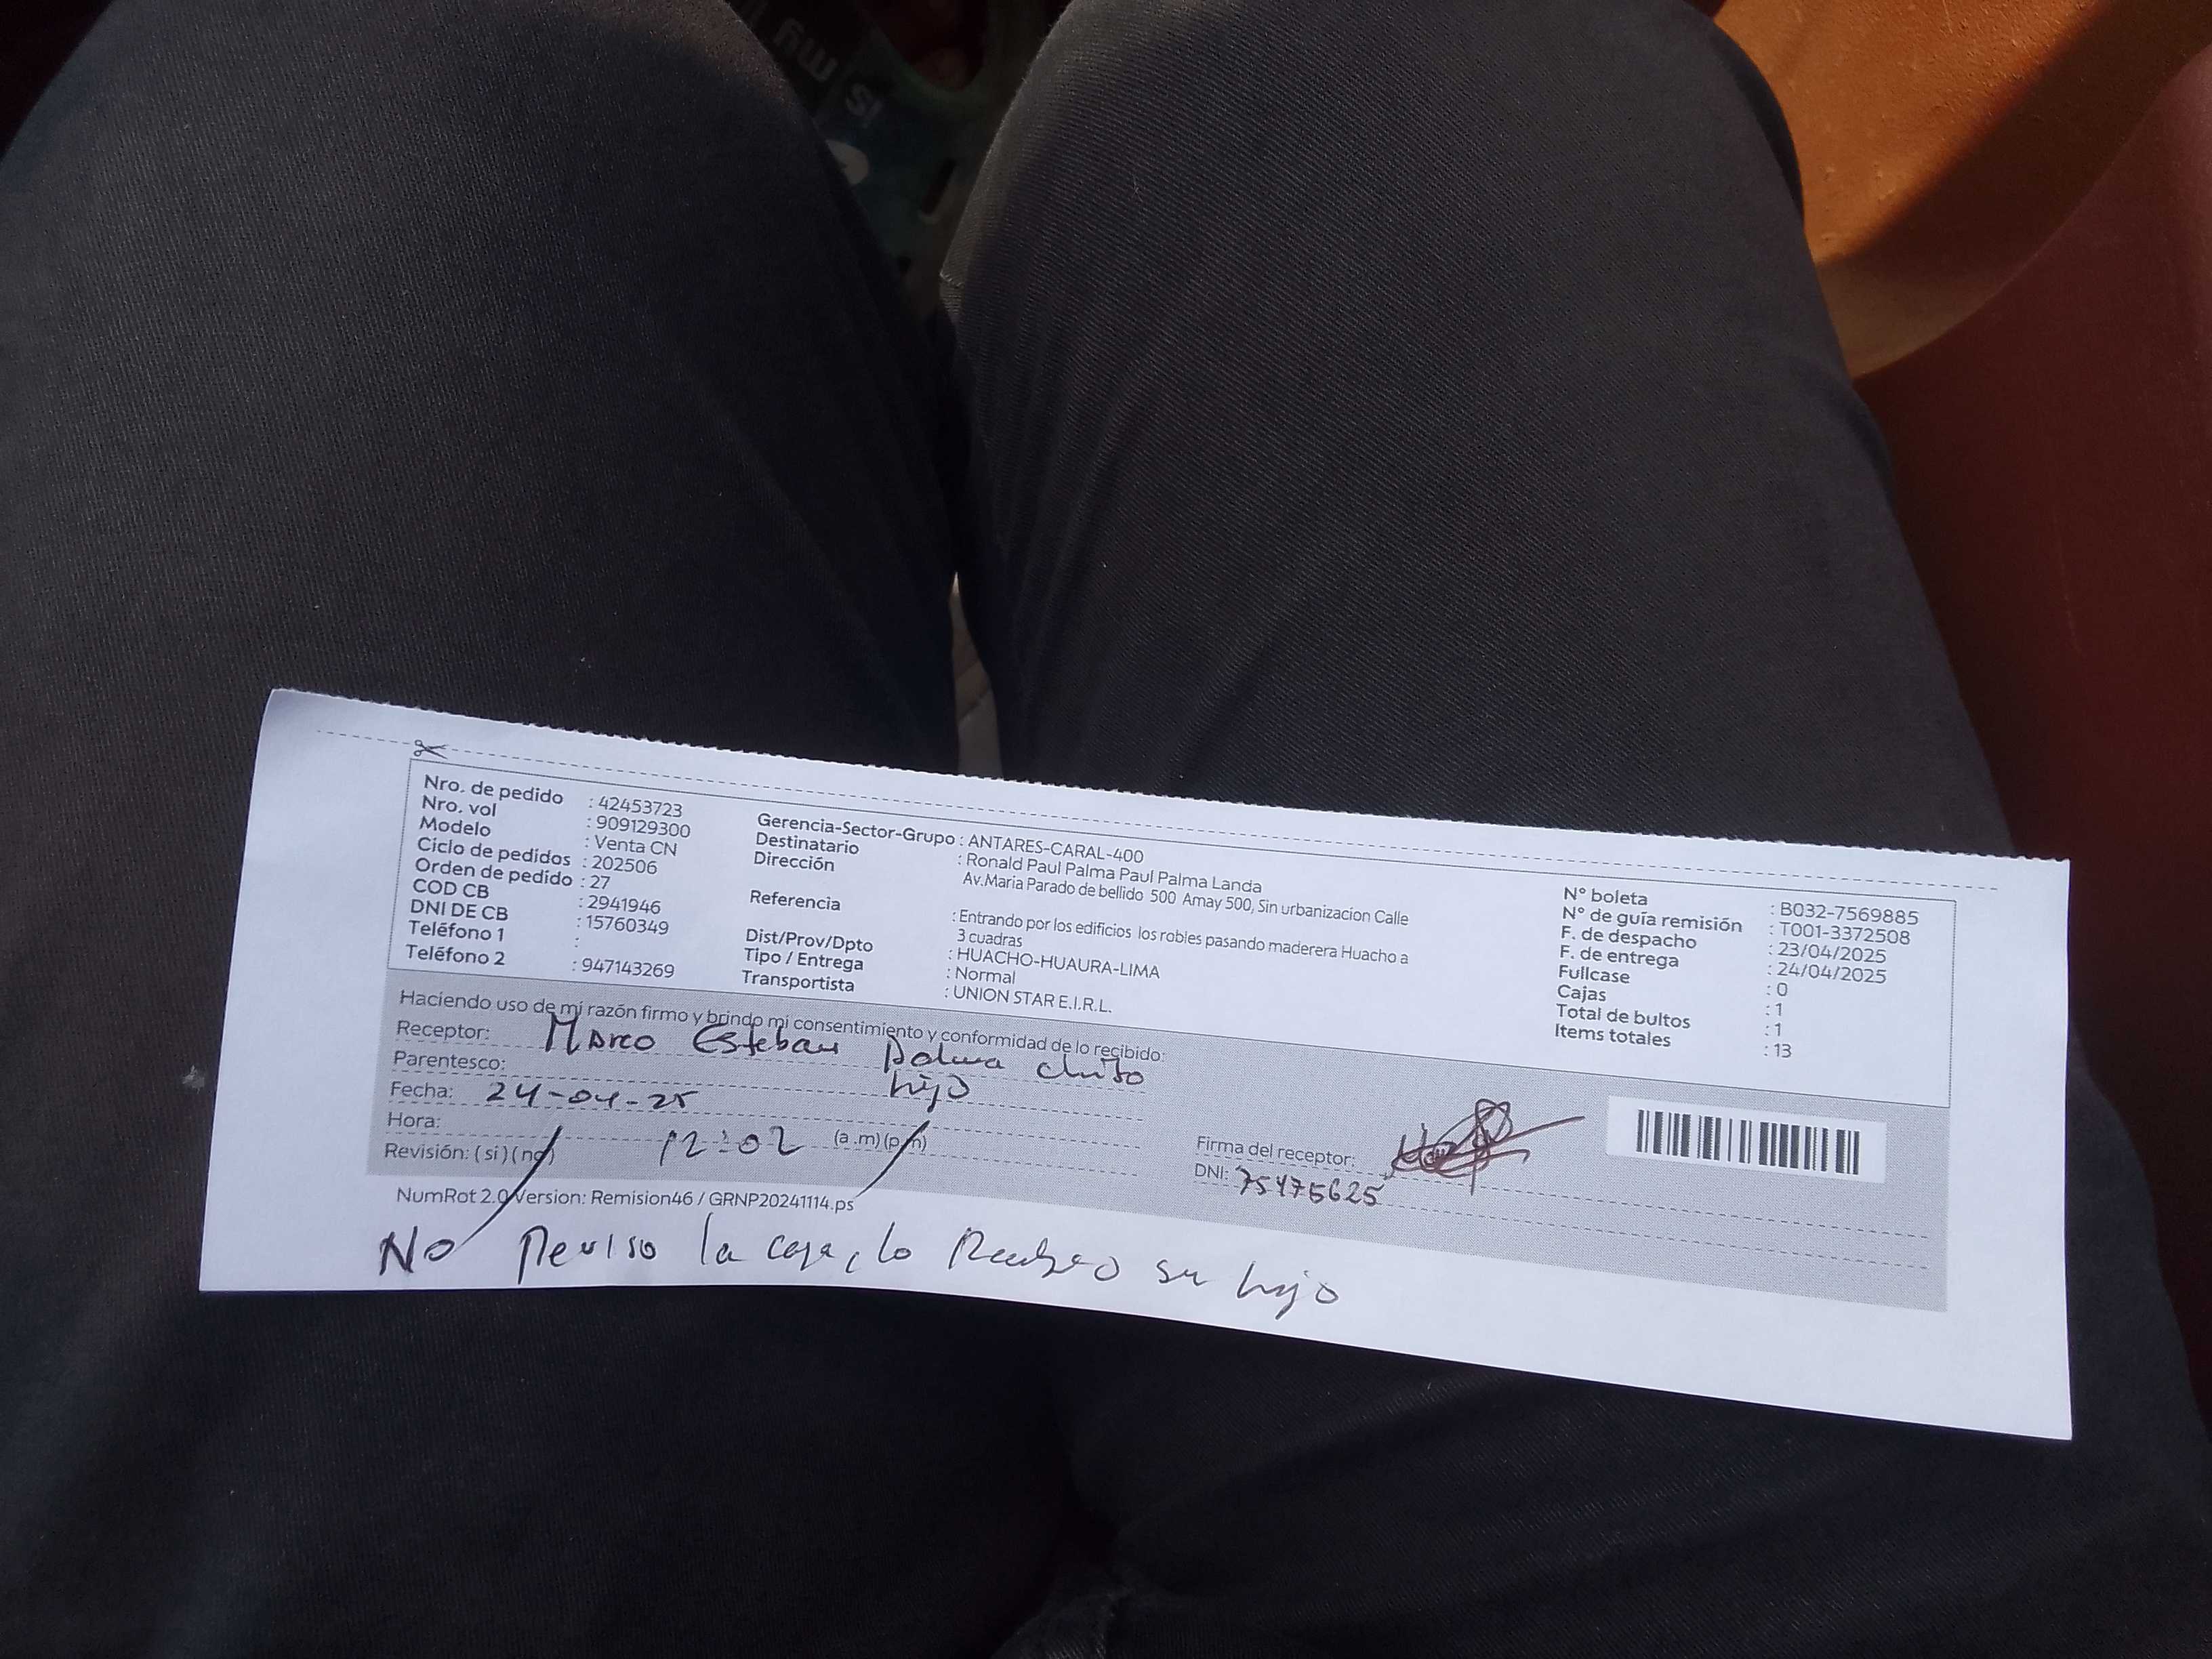 is my
Nro. de pedido : 42453723
Nro. vol : 909129300
Modelo : Venta CN
Ciclo de pedidos : 202506
Orden de pedido : 27
COD CB : 2941946
DNI DE CB : 15760349
Teléfono 1 :
Teléfono 2 : 947143269
Gerencia-Sector-Grupo : ANTARES-CARAL-400
Destinatario : Ronald Paul Palma Paul Palma Landa
Dirección Av.Maria Parado de bellido 500 Amay 500, Sin urbanizacion Calle
Referencia : Entrando por los edificios los robles pasando maderera Huacho a
3 cuadras
Dist/Prov/Dpto : HUACHO-HUAURA-LIMA
Tipo / Entrega : Normal
Transportista : UNION STAR E.I.R.L.
N° boleta : B032-7569885
N° de guía remisión : T001-3372508
F. de despacho : 23/04/2025
F. de entrega : 24/04/2025
Fullcase : 0
Cajas : 1
Total de bultos : 1
Items totales : 13
Haciendo uso de mi razón firmo y brindo mi consentimiento y conformidad de lo recibido:
Receptor: Marco Esteban Palma
Parentesco: hijo
Fecha: 24-04-25
Hora: 12:02 (a.m)(p.m)
Revisión: (si)(no)
Firma del receptor:
DNI: 75475625
NumRot 2.0 Version: Remision46 / GRNP20241114.ps
No Reviso la caja, lo Recibio su hijo